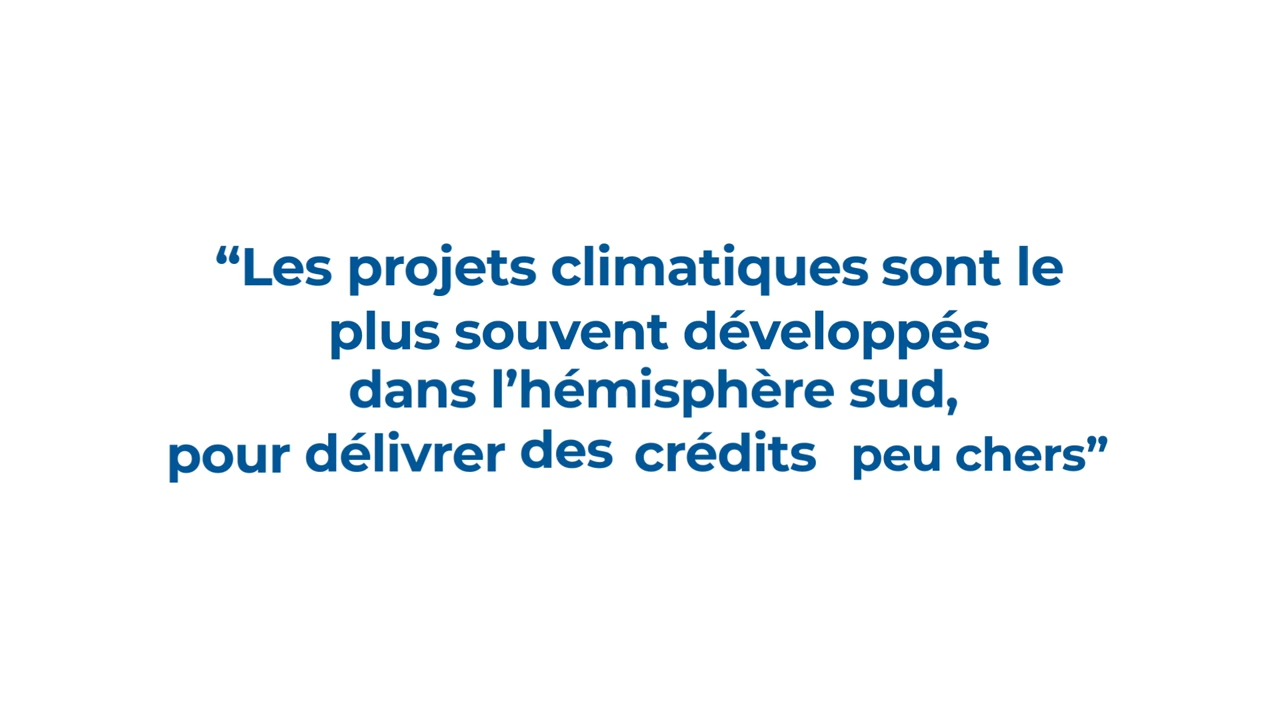 “Les projets climatiques sont le
plus souvent développés
dans l’hémisphère sud,
pour délivrer des crédits peu chers”